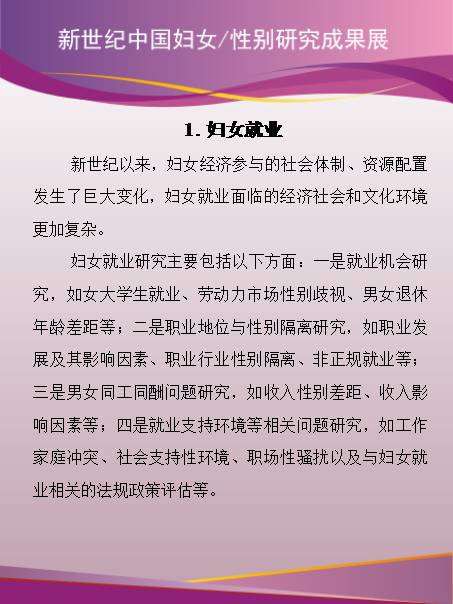 新世纪中国妇女/性别研究成果展
1. 妇女就业
新世纪以来，妇女经济参与的社会体制、资源配置
发生了巨大变化，妇女就业面临的经济社会和文化环境
更加复杂。
妇女就业研究主要包括以下方面：一是就业机会研
究，如女大学生就业、劳动力市场性别歧视、男女退休
年龄差距等；二是职业地位与性别隔离研究，如职业发
展及其影响因素、职业行业性别隔离、非正规就业等；
三是男女同工同酬问题研究，如收入性别差距、收入影
响因素等；四是就业支持环境等相关问题研究，如工作
家庭冲突、社会支持性环境、职场性骚扰以及与妇女就
业相关的法规政策评估等。